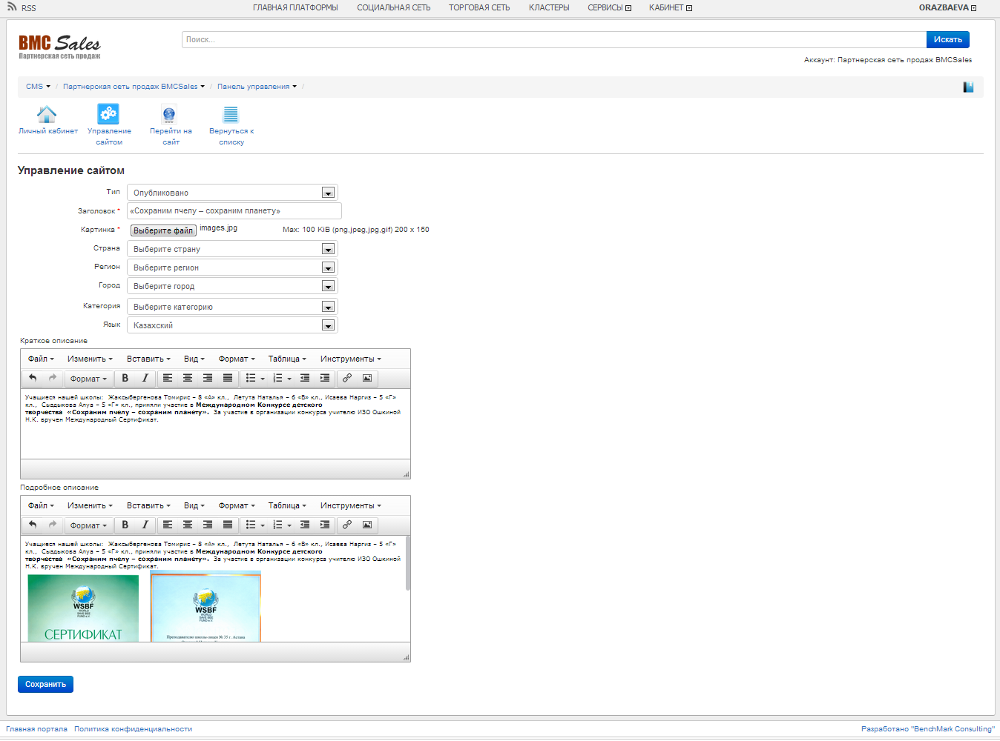 RSS
ГЛАВНАЯ ПЛАТФОРМЫ СОЦИАЛЬНАЯ СЕТЬ ТОРГОВАЯ СЕТЬ КЛАСТЕРЫ СЕРВИСЫ КАБИНЕТ ORAZBAEVA
BMC Sales
Партнерская сеть продаж
Поиск... Искать
Аккаунт: Партнерская сеть продаж BMCSales
CMS / Партнерская сеть продаж BMCSales / Панель управления /
Личный кабинет Управление сайтом Перейти на сайт Вернуться к списку
Управление сайтом
Тип Опубликовано
Заголовок * «Сохраним пчелу – сохраним планету»
Картинка * Выберите файл images.jpg Max: 100 KiB (png,jpeg,jpg,gif) 200 x 150
Страна Выберите страну
Регион Выберите регион
Город Выберите город
Категория Выберите категорию
Язык Казахский
Краткое описание
Файл Изменить Вставить Вид Формат Таблица Инструменты
Формат B I
Учащиеся нашей школы: Жаксыбергенова Томирис – 8 «А» кл., Летута Наталья – 6 «В» кл., Исаева Наргиз – 5 «Г»
кл., Сыздыкова Алуа – 5 «Г» кл., приняли участие в Международном Конкурсе детского
творчества «Сохраним пчелу – сохраним планету». За участие в организации конкурса учителю ИЗО Ошкиной
Н.К. вручен Международный Сертификат.
Подробное описание
Файл Изменить Вставить Вид Формат Таблица Инструменты
Формат B I
Учащиеся нашей школы: Жаксыбергенова Томирис – 8 «А» кл., Летута Наталья – 6 «В» кл., Исаева Наргиз – 5 «Г»
кл., Сыздыкова Алуа – 5 «Г» кл., приняли участие в Международном Конкурсе детского
творчества «Сохраним пчелу – сохраним планету». За участие в организации конкурса учителю ИЗО Ошкиной
Н.К. вручен Международный Сертификат.
WSBF
WORLD
SAVE BEE
FUND e.V.
СЕРТИФИКАТ
WSBF
WORLD
SAVE BEE
FUND e.V.
Преподавателю школы-лицея № 35 г. Астана
Сохранить
Главная портала Политика конфиденциальности Разработано "BenchMark Consulting"